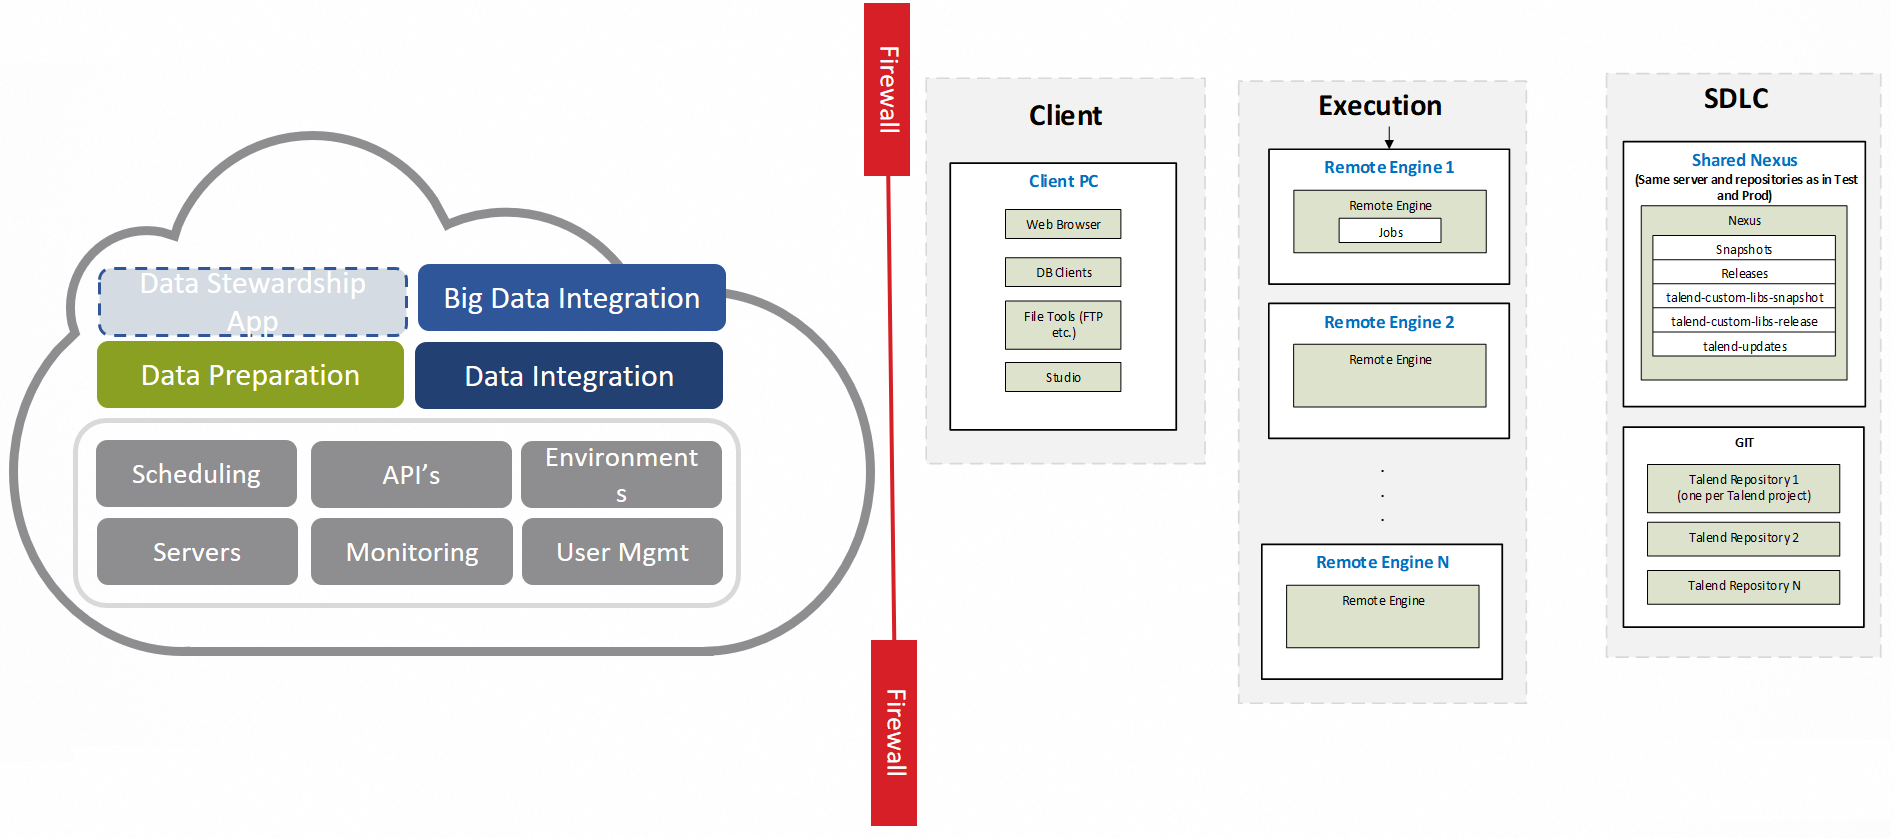 Firewall
Data Stewardship
App
Big Data Integration
Data Preparation
Data Integration
Scheduling
API's
Environment
s
Servers
Monitoring
User Mgmt
Firewall
Client
Client PC
Web Browser
DB Clients
File Tools (FTP
etc.)
Studio
Execution
Remote Engine 1
Remote Engine
Jobs
Remote Engine 2
Remote Engine
.
.
.
Remote Engine N
Remote Engine
SDLC
Shared Nexus
(Same server and repositories as in Test
and Prod)
Nexus
Snapshots
Releases
talend-custom-libs-snapshot
talend-custom-libs-release
talend-updates
GIT
Talend Repository 1
(one per Talend project)
Talend Repository 2
Talend Repository N